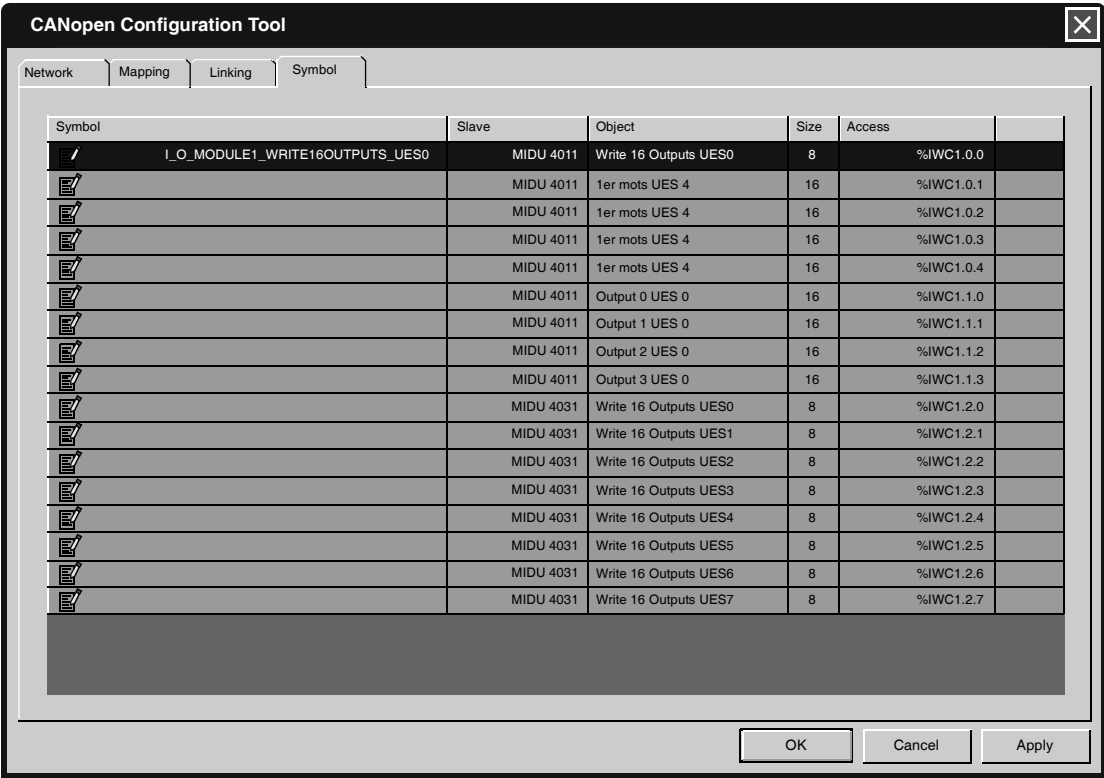 CANopen Configuration Tool
Network Mapping Linking Symbol
Symbol Slave Object Size Access
I_O_MODULE1_WRITE16OUTPUTS_UES0 MIDU 4011 Write 16 Outputs UES0 8 %IWC1.0.0
MIDU 4011 1er mots UES 4 16 %IWC1.0.1
MIDU 4011 1er mots UES 4 16 %IWC1.0.2
MIDU 4011 1er mots UES 4 16 %IWC1.0.3
MIDU 4011 1er mots UES 4 16 %IWC1.0.4
MIDU 4011 Output 0 UES 0 16 %IWC1.1.0
MIDU 4011 Output 1 UES 0 16 %IWC1.1.1
MIDU 4011 Output 2 UES 0 16 %IWC1.1.2
MIDU 4011 Output 3 UES 0 16 %IWC1.1.3
MIDU 4031 Write 16 Outputs UES0 8 %IWC1.2.0
MIDU 4031 Write 16 Outputs UES1 8 %IWC1.2.1
MIDU 4031 Write 16 Outputs UES2 8 %IWC1.2.2
MIDU 4031 Write 16 Outputs UES3 8 %IWC1.2.3
MIDU 4031 Write 16 Outputs UES4 8 %IWC1.2.4
MIDU 4031 Write 16 Outputs UES5 8 %IWC1.2.5
MIDU 4031 Write 16 Outputs UES6 8 %IWC1.2.6
MIDU 4031 Write 16 Outputs UES7 8 %IWC1.2.7
OK Cancel Apply